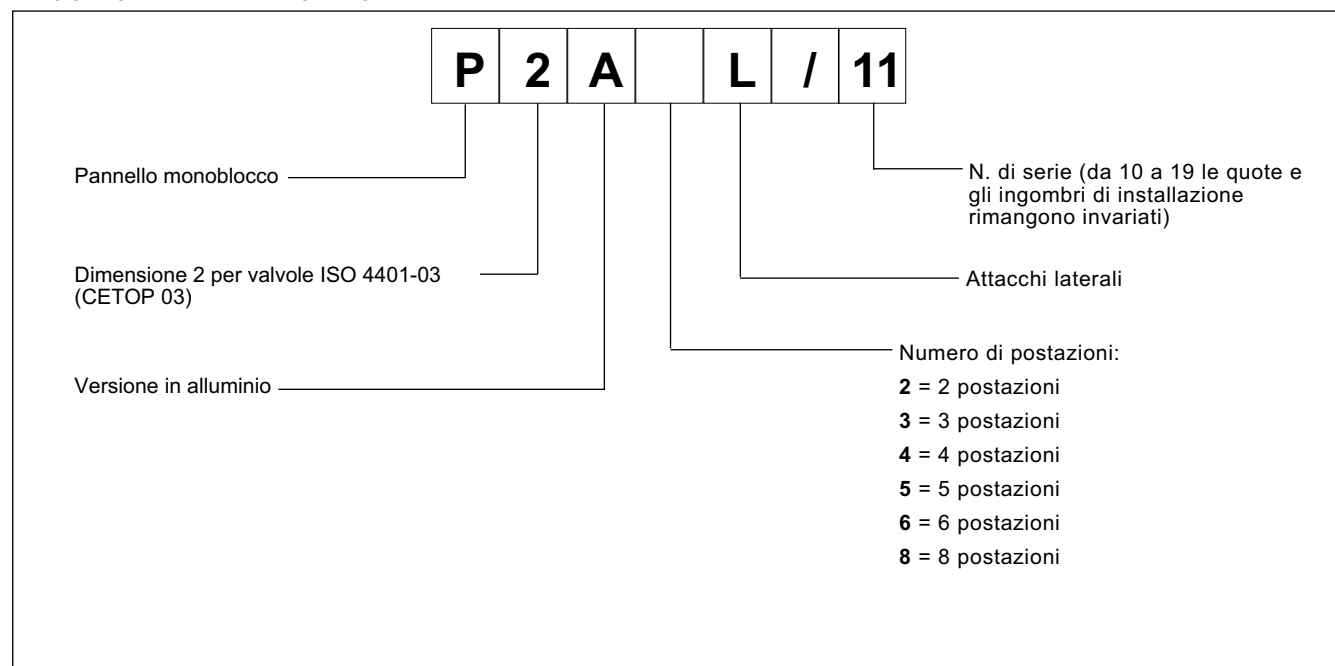 P 2 A L / 11
Pannello monoblocco
N. di serie (da 10 a 19 le quote e
gli ingombri di installazione
rimangono invariati)
Dimensione 2 per valvole ISO 4401-03
(CETOP 03)
Attacchi laterali
Versione in alluminio
Numero di postazioni:
2 = 2 postazioni
3 = 3 postazioni
4 = 4 postazioni
5 = 5 postazioni
6 = 6 postazioni
8 = 8 postazioni